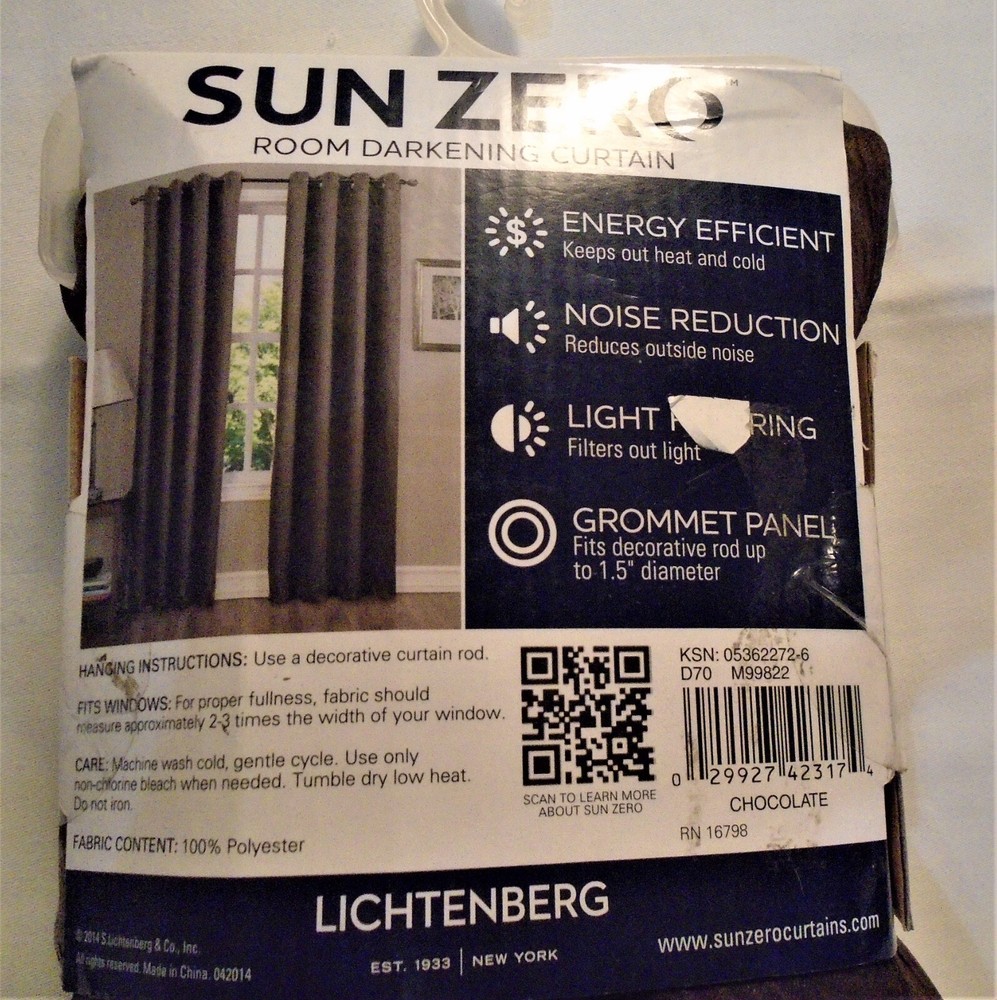 SUN ZERO™
ROOM DARKENING CURTAIN
$
ENERGY EFFICIENT
Keeps out heat and cold
NOISE REDUCTION
Reduces outside noise
LIGHT
Filters out light
GROMMET PANEL
Fits decorative rod up
to 1.5" diameter
HANGING INSTRUCTIONS: Use a decorative curtain rod.
FITS WINDOWS: For proper fullness, fabric should
measure approximately 2-3 times the width of your window.
CARE: Machine wash cold, gentle cycle. Use only
non-chlorine bleach when needed. Tumble dry low heat.
Do not iron.
FABRIC CONTENT: 100% Polyester
SCAN TO LEARN MORE
ABOUT SUN ZERO
KSN: 05362272-6
D70 M99822
0 29927 42317 4
CHOCOLATE
RN 16798
LICHTENBERG
EST. 1933 | NEW YORK
© 2014 S.Lichtenberg & Co., Inc.
All rights reserved. Made in China. 042014
www.sunzerocurtains.com